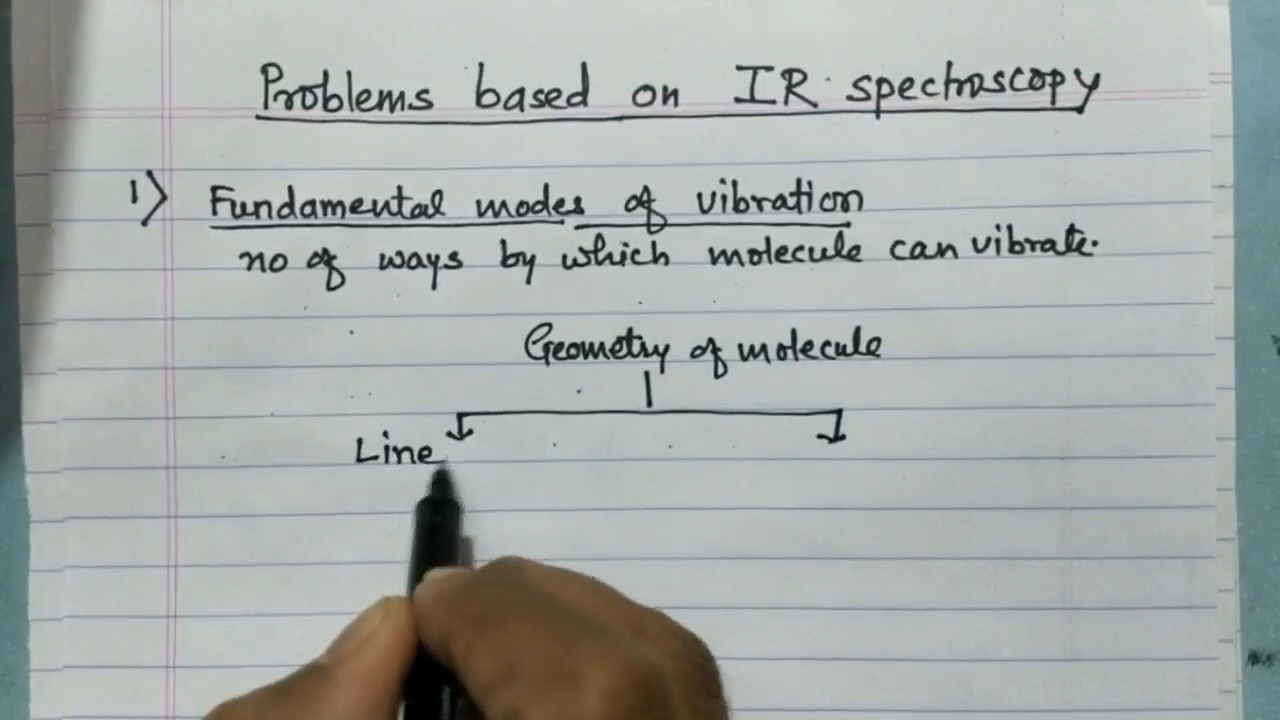 Problems based on IR spectroscopy
1) Fundamental modes of vibration
no of ways by which molecule can vibrate.
Geometry of molecule
Line